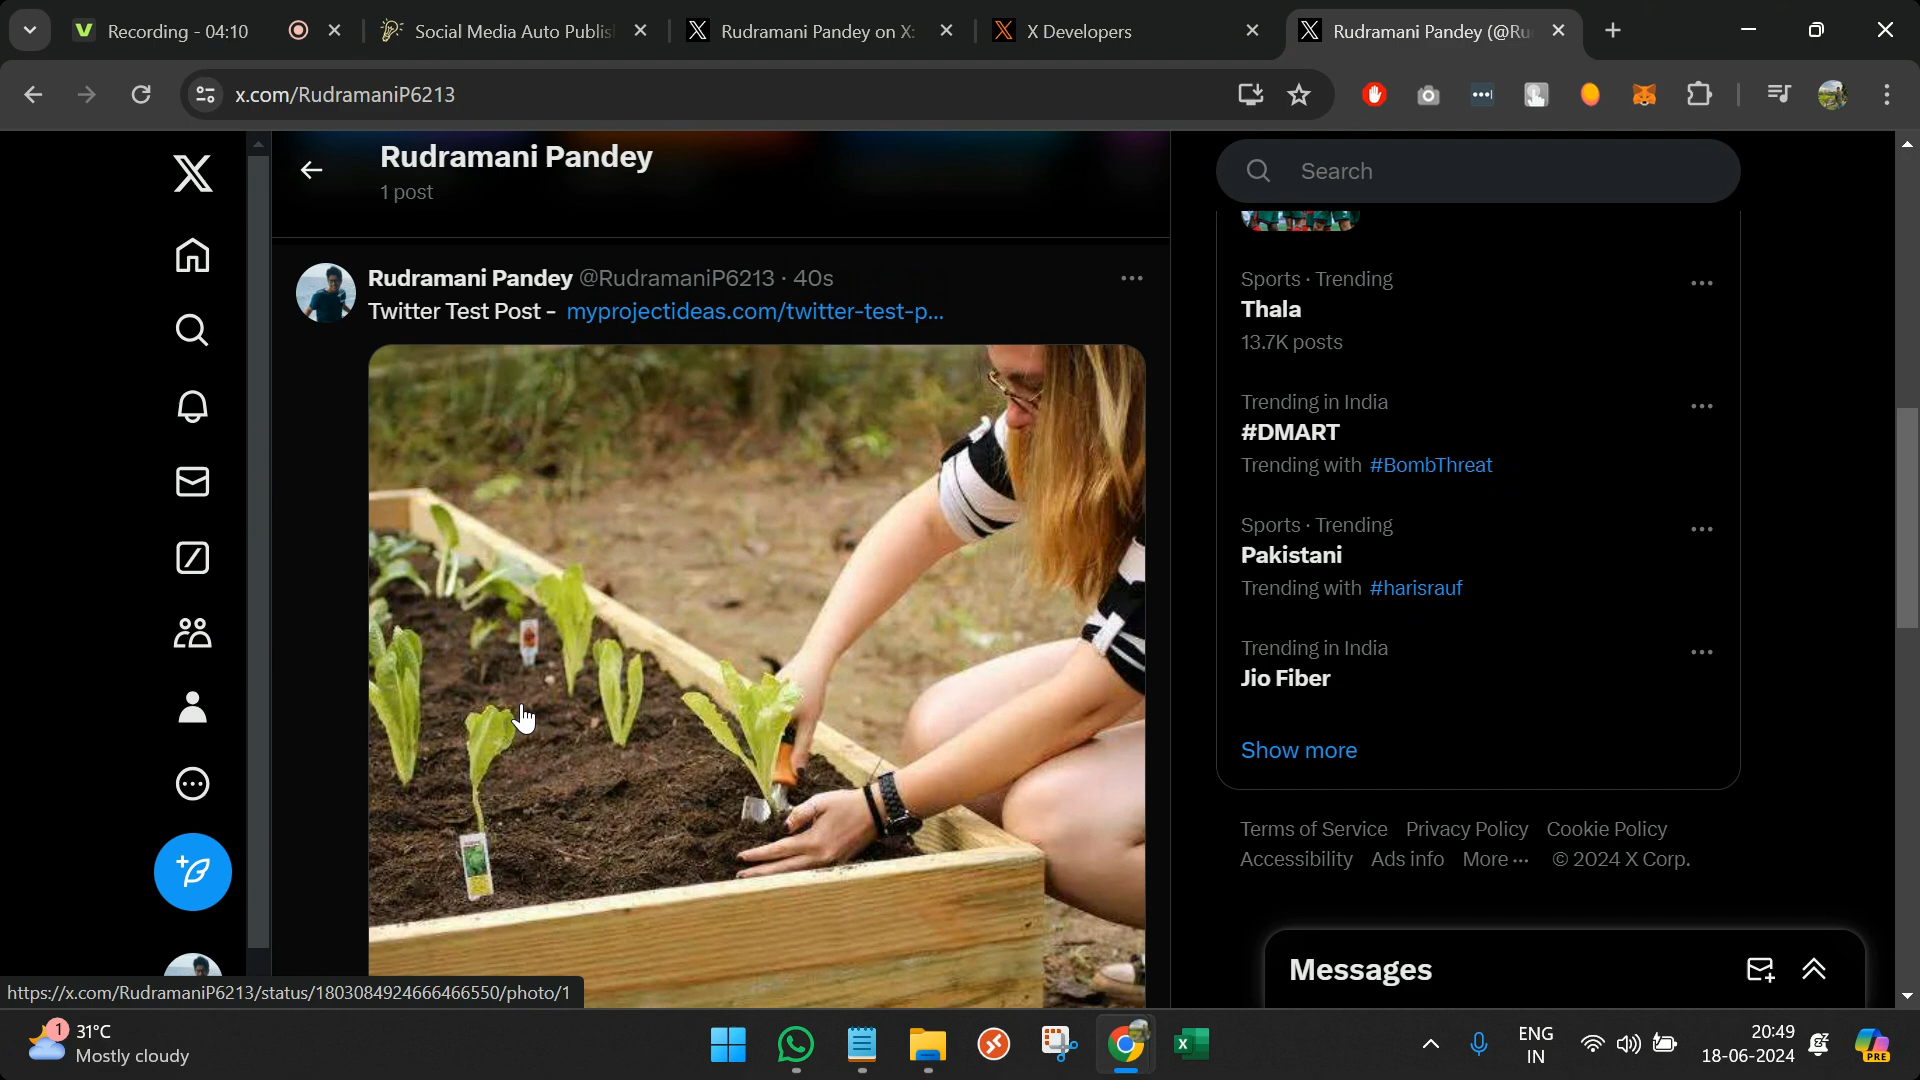 Recording - 04:10
Social Media Auto Publis
Rudramani Pandey on X:
X Developers
Rudramani Pandey (@Ru
x.com/RudramaniP6213
Rudramani Pandey
1 post
Search
Rudramani Pandey @RudramaniP6213 · 40s
Twitter Test Post - myprojectideas.com/twitter-test-p...
Sports · Trending
Thala
13.7K posts
Trending in India
#DMART
Trending with #BombThreat
Sports · Trending
Pakistani
Trending with #harisrauf
Trending in India
Jio Fiber
Show more
Terms of Service Privacy Policy Cookie Policy
Accessibility Ads info More ··· © 2024 X Corp.
Messages
https://x.com/RudramaniP6213/status/1803084924666466550/photo/1
1
31°C
Mostly cloudy
ENG
IN
20:49
18-06-2024
PRE